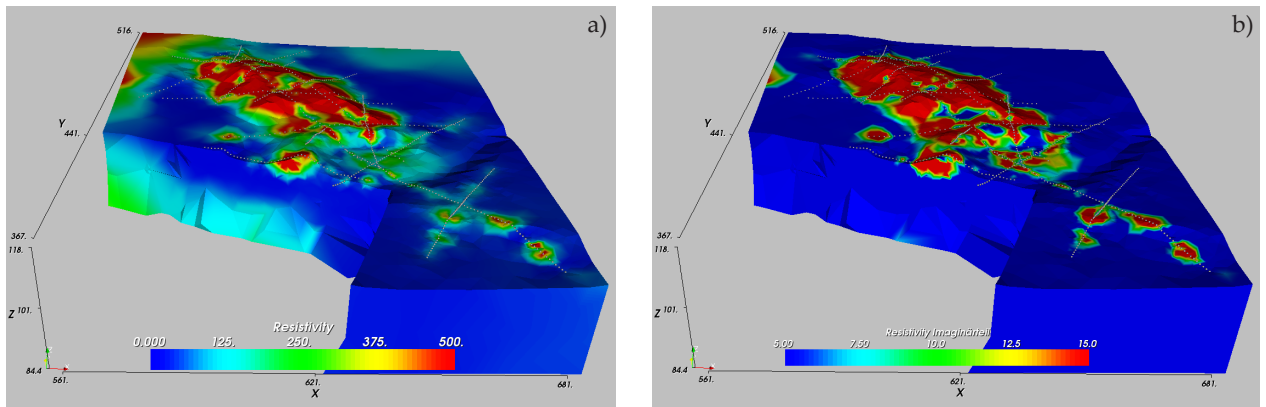 a)
516.
Y
441.
367.
118.
Z
101.
84.4
561.
621.
X
681.
Resistivity
0.000 125. 250. 375. 500.
b)
516.
Y
441.
367.
118.
Z
101.
84.4
561.
621.
X
681.
Resistivity Imaginärteil
5.00 7.50 10.0 12.5 15.0